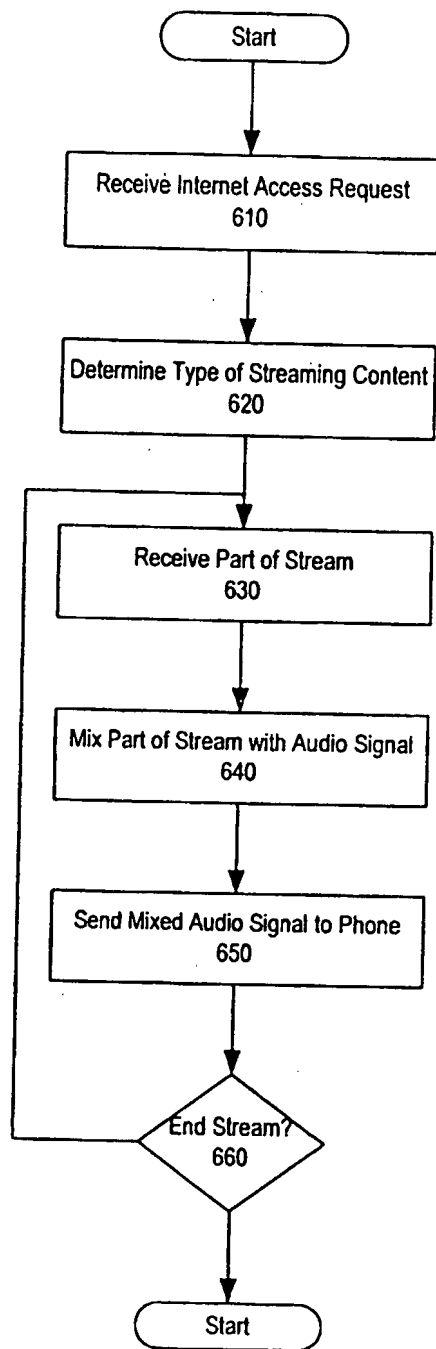 Start
Receive Internet Access Request
610
Determine Type of Streaming Content
620
Receive Part of Stream
630
Mix Part of Stream with Audio Signal
640
Send Mixed Audio Signal to Phone
650
End Stream?
660
Start